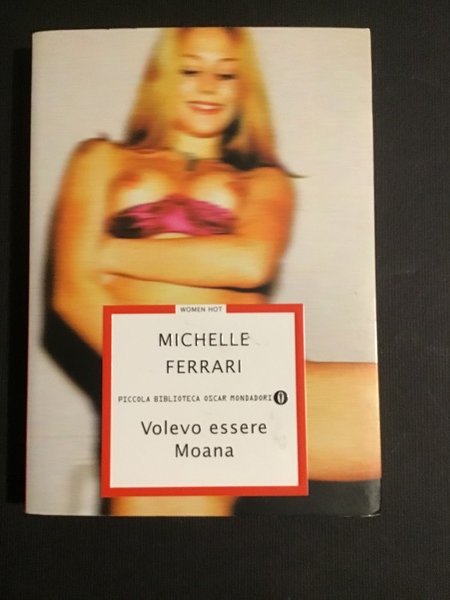 WOMEN HOT
MICHELLE
FERRARI
PICCOLA BIBLIOTECA OSCAR MONDADORI
Volevo essere
Moana